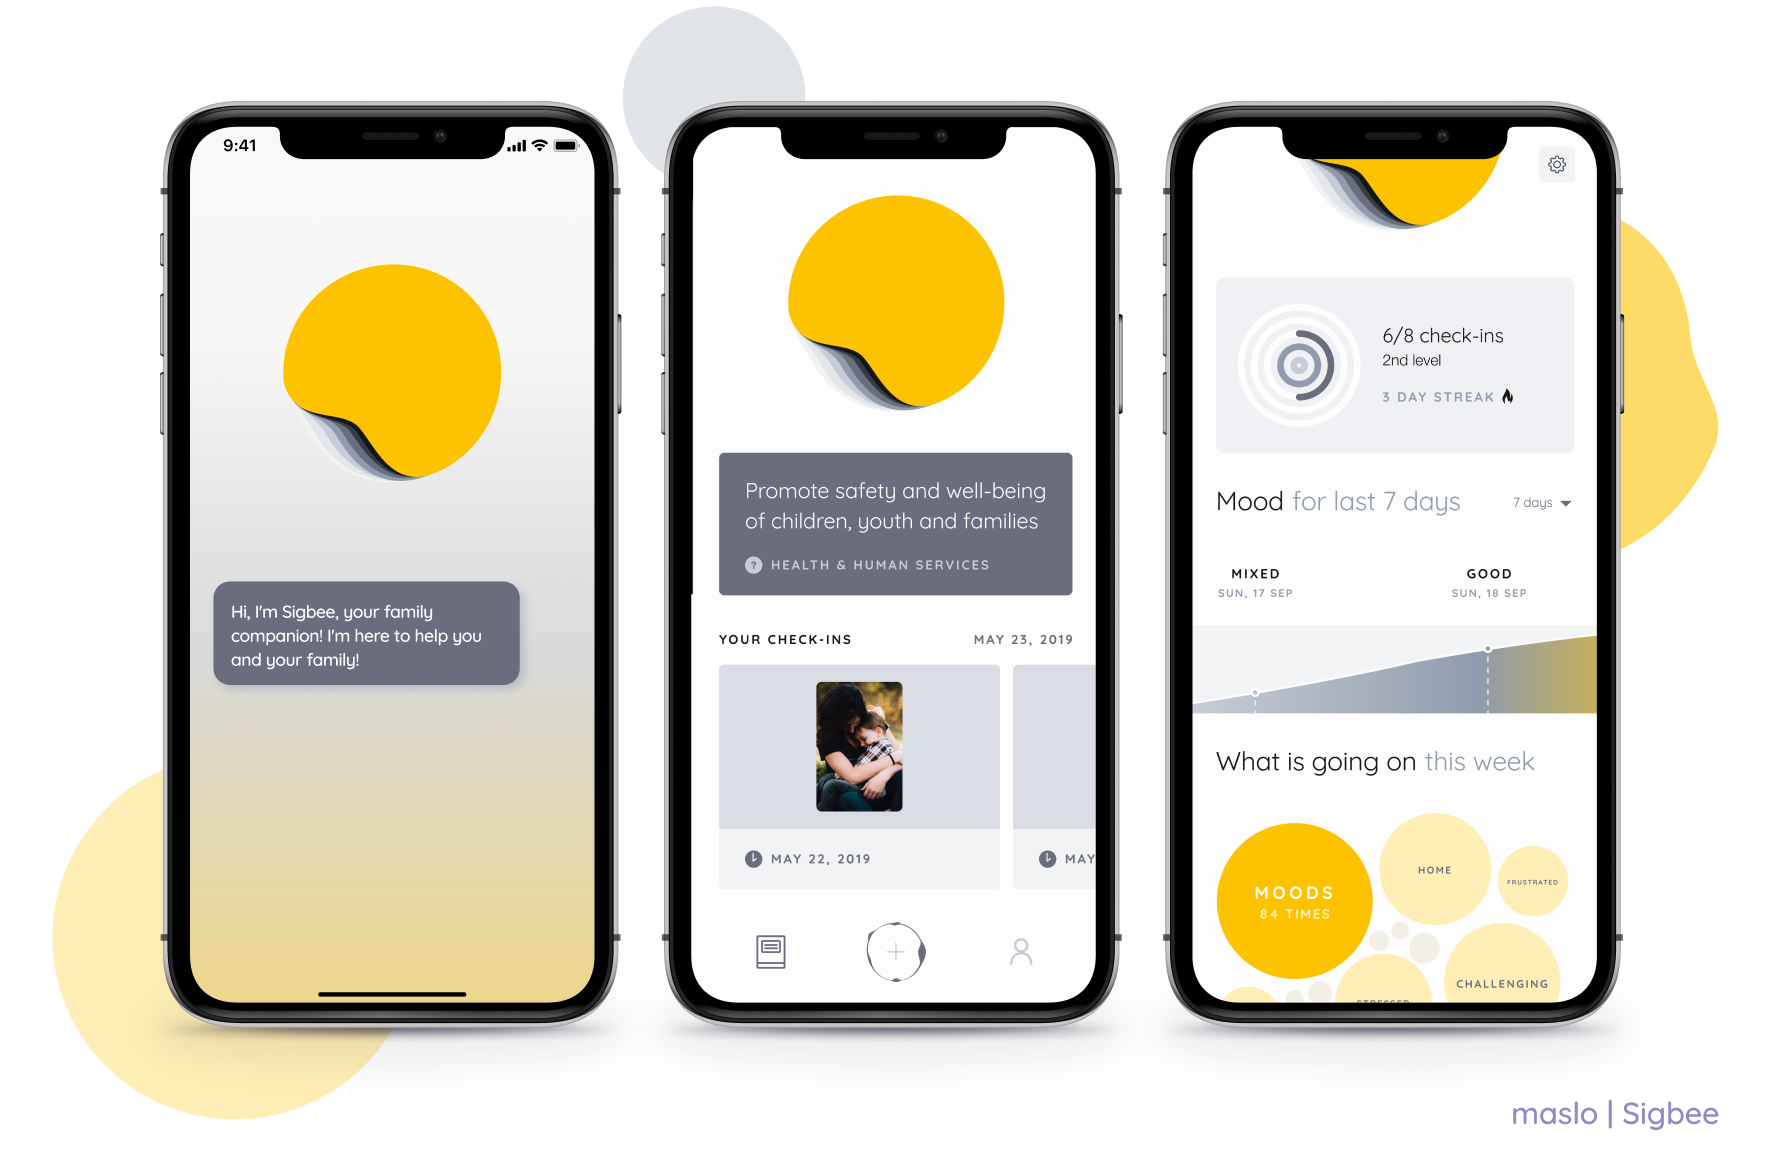 9:41
Hi, I'm Sigbee, your family
companion! I'm here to help you
and your family!
Promote safety and well-being
of children, youth and families
? HEALTH & HUMAN SERVICES
YOUR CHECK-INS
MAY 23, 2019
MAY 22, 2019
MAY
6/8 check-ins
2nd level
3 DAY STREAK
Mood for last 7 days
7 days
MIXED
SUN, 17 SEP
GOOD
SUN, 18 SEP
What is going on this week
MOODS
84 TIMES
HOME
FRUSTRATED
CHALLENGING
STRESSED
maslo | Sigbee